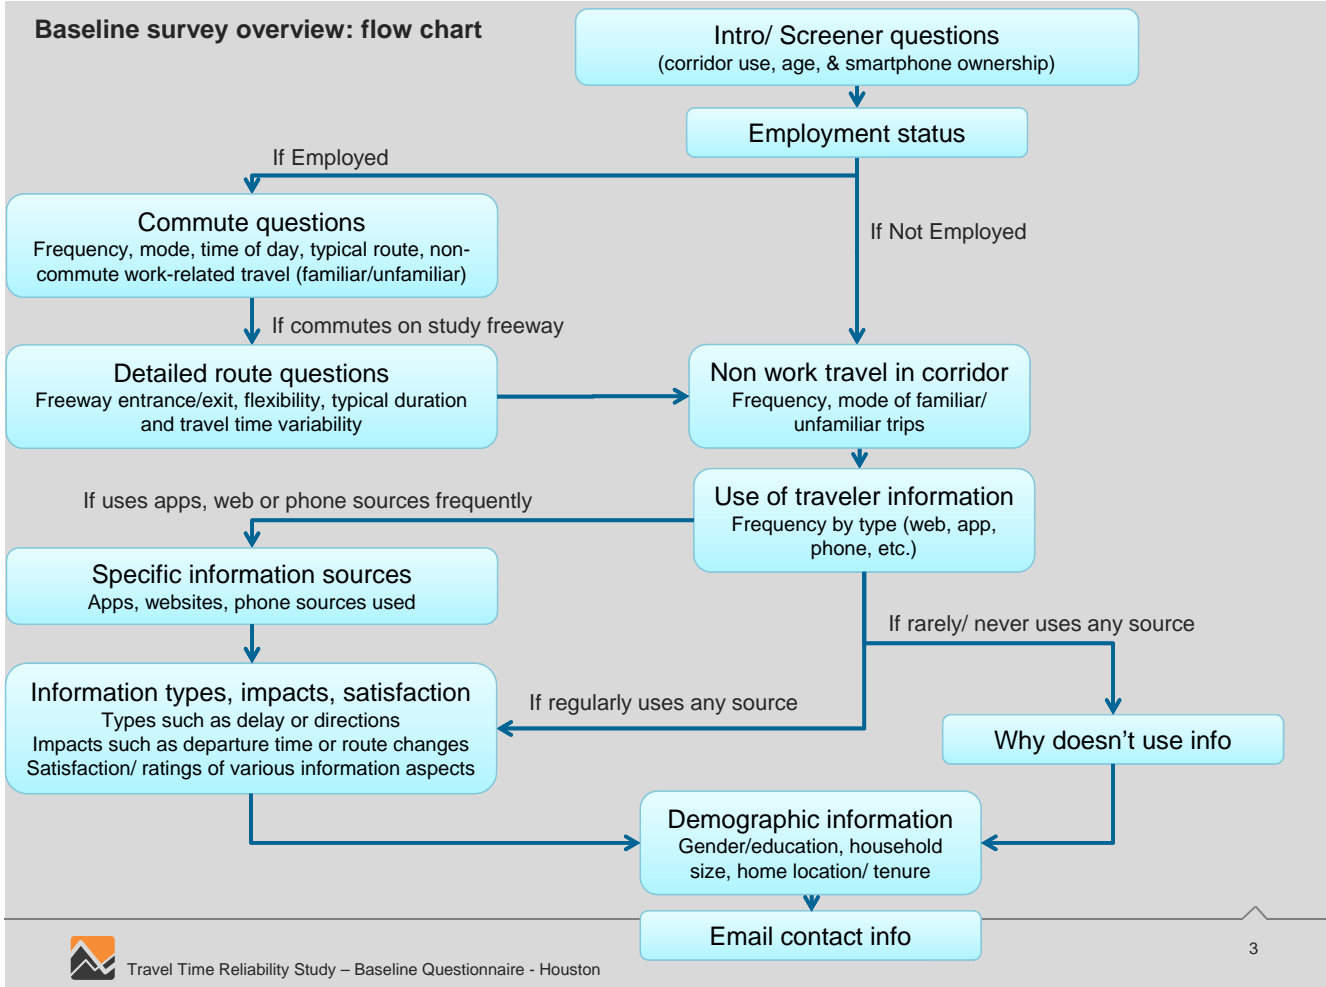 Baseline survey overview: flow chart
Intro/ Screener questions
(corridor use, age, & smartphone ownership)
Employment status
If Employed
If Not Employed
Commute questions
Frequency, mode, time of day, typical route, non-
commute work-related travel (familiar/unfamiliar)
If commutes on study freeway
Detailed route questions
Freeway entrance/exit, flexibility, typical duration
and travel time variability
Non work travel in corridor
Frequency, mode of familiar/
unfamiliar trips
Use of traveler information
Frequency by type (web, app,
phone, etc.)
If uses apps, web or phone sources frequently
Specific information sources
Apps, websites, phone sources used
If rarely/ never uses any source
Information types, impacts, satisfaction
Types such as delay or directions
Impacts such as departure time or route changes
Satisfaction/ ratings of various information aspects
If regularly uses any source
Why doesn't use info
Demographic information
Gender/education, household
size, home location/ tenure
Email contact info
Travel Time Reliability Study – Baseline Questionnaire - Houston
3